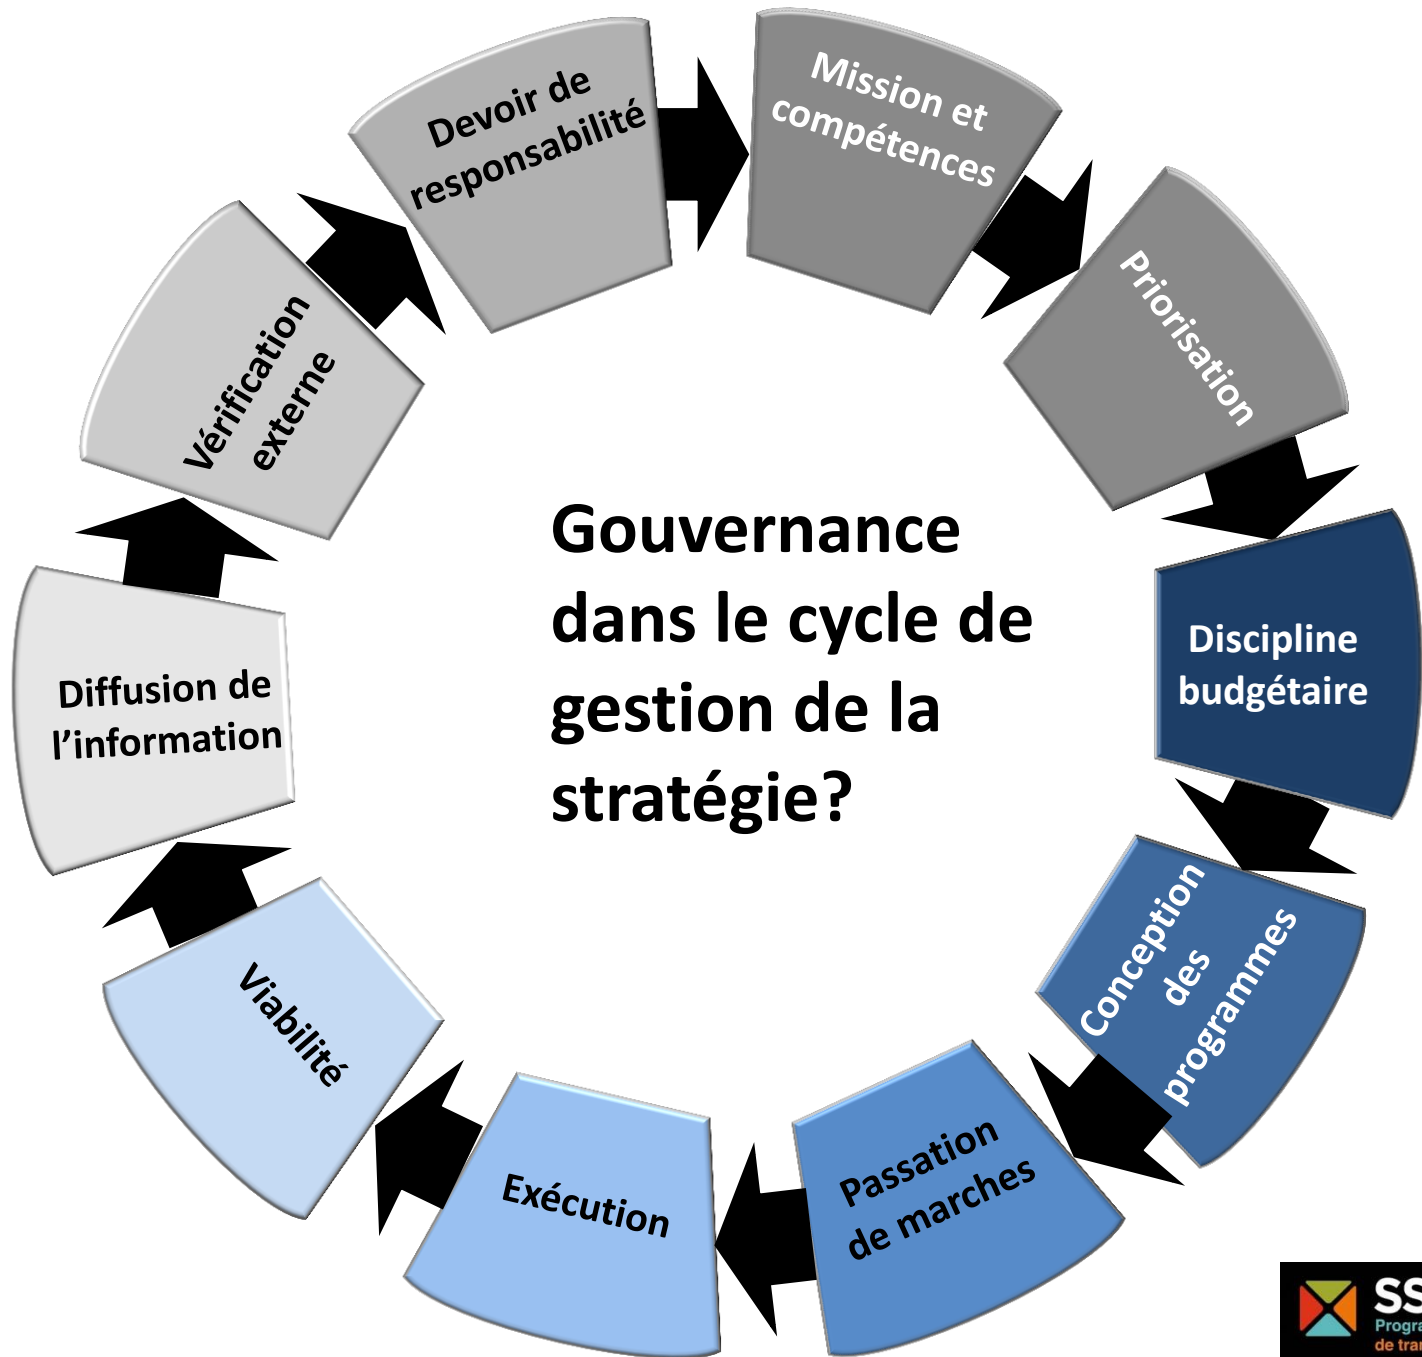 Mission et
compétences
Priorisation
Discipline
budgétaire
Conception
des
programmes
Passation
de marches
Exécution
Viabilité
Diffusion de
l’information
Vérification
externe
Devoir de
responsabilité
Gouvernance
dans le cycle de
gestion de la
stratégie?